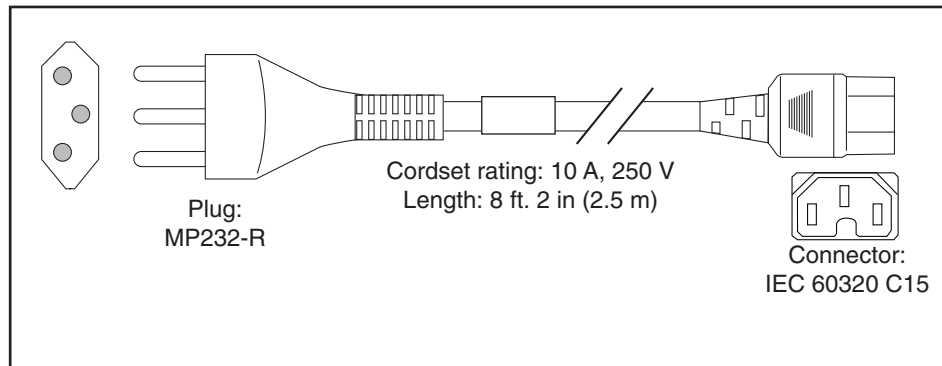 Cordset rating: 10 A, 250 V
Length: 8 ft. 2 in (2.5 m)
Plug:
MP232-R
Connector:
IEC 60320 C15